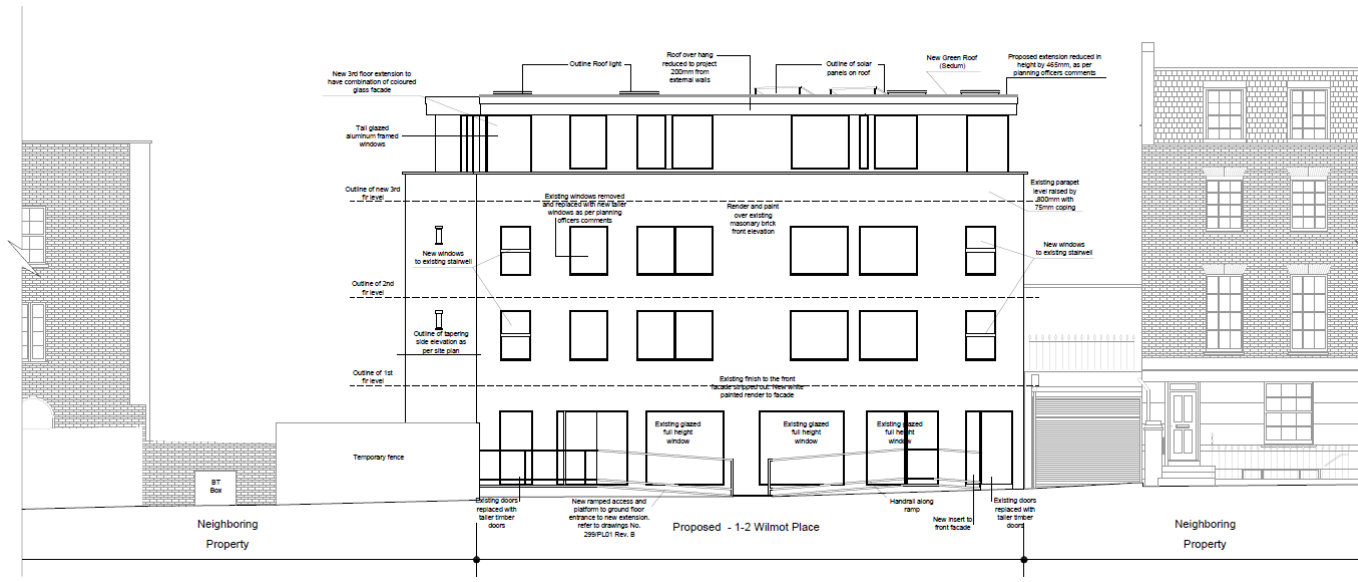 Roof over hang
reduced to project
200mm from
external walls
Outline Roof light
Outline of solar
panels on roof
New Green Roof
(Sedum)
Proposed extension reduced in
height by 465mm, as per
planning officers comments
New 3rd floor extension to
have combination of coloured
glass facade
Tall glazed
aluminum framed
windows
Outline of new 3rd
flr level
Existing windows removed
and replaced with new taller
windows as per planning
officers comments
Render and paint
over existing
masonary brick
front elevation
Existing parapet
level raised by
800mm with
75mm coping
New windows
to existing stairwell
New windows
to existing stairwell
Outline of 2nd
flr level
Outline of tapering
side elevation as
per site plan
Outline of 1st
flr level
Existing finish to the front
facade stripped out. New white
painted render to facade
Existing glazed
full height
window
Existing glazed
full height
window
Existing glazed
full height
window
Temporary fence
BT
Box
Existing doors
replaced with
taller timber
doors
New ramped access and
platform to ground floor
entrance to new extension.
refer to drawings No.
299/PL01 Rev. B
Handrail along
ramp
New insert to
front facade
Existing doors
replaced with
taller timber
doors
Neighboring
Property
Proposed - 1-2 Wilmot Place
Neighboring
Property